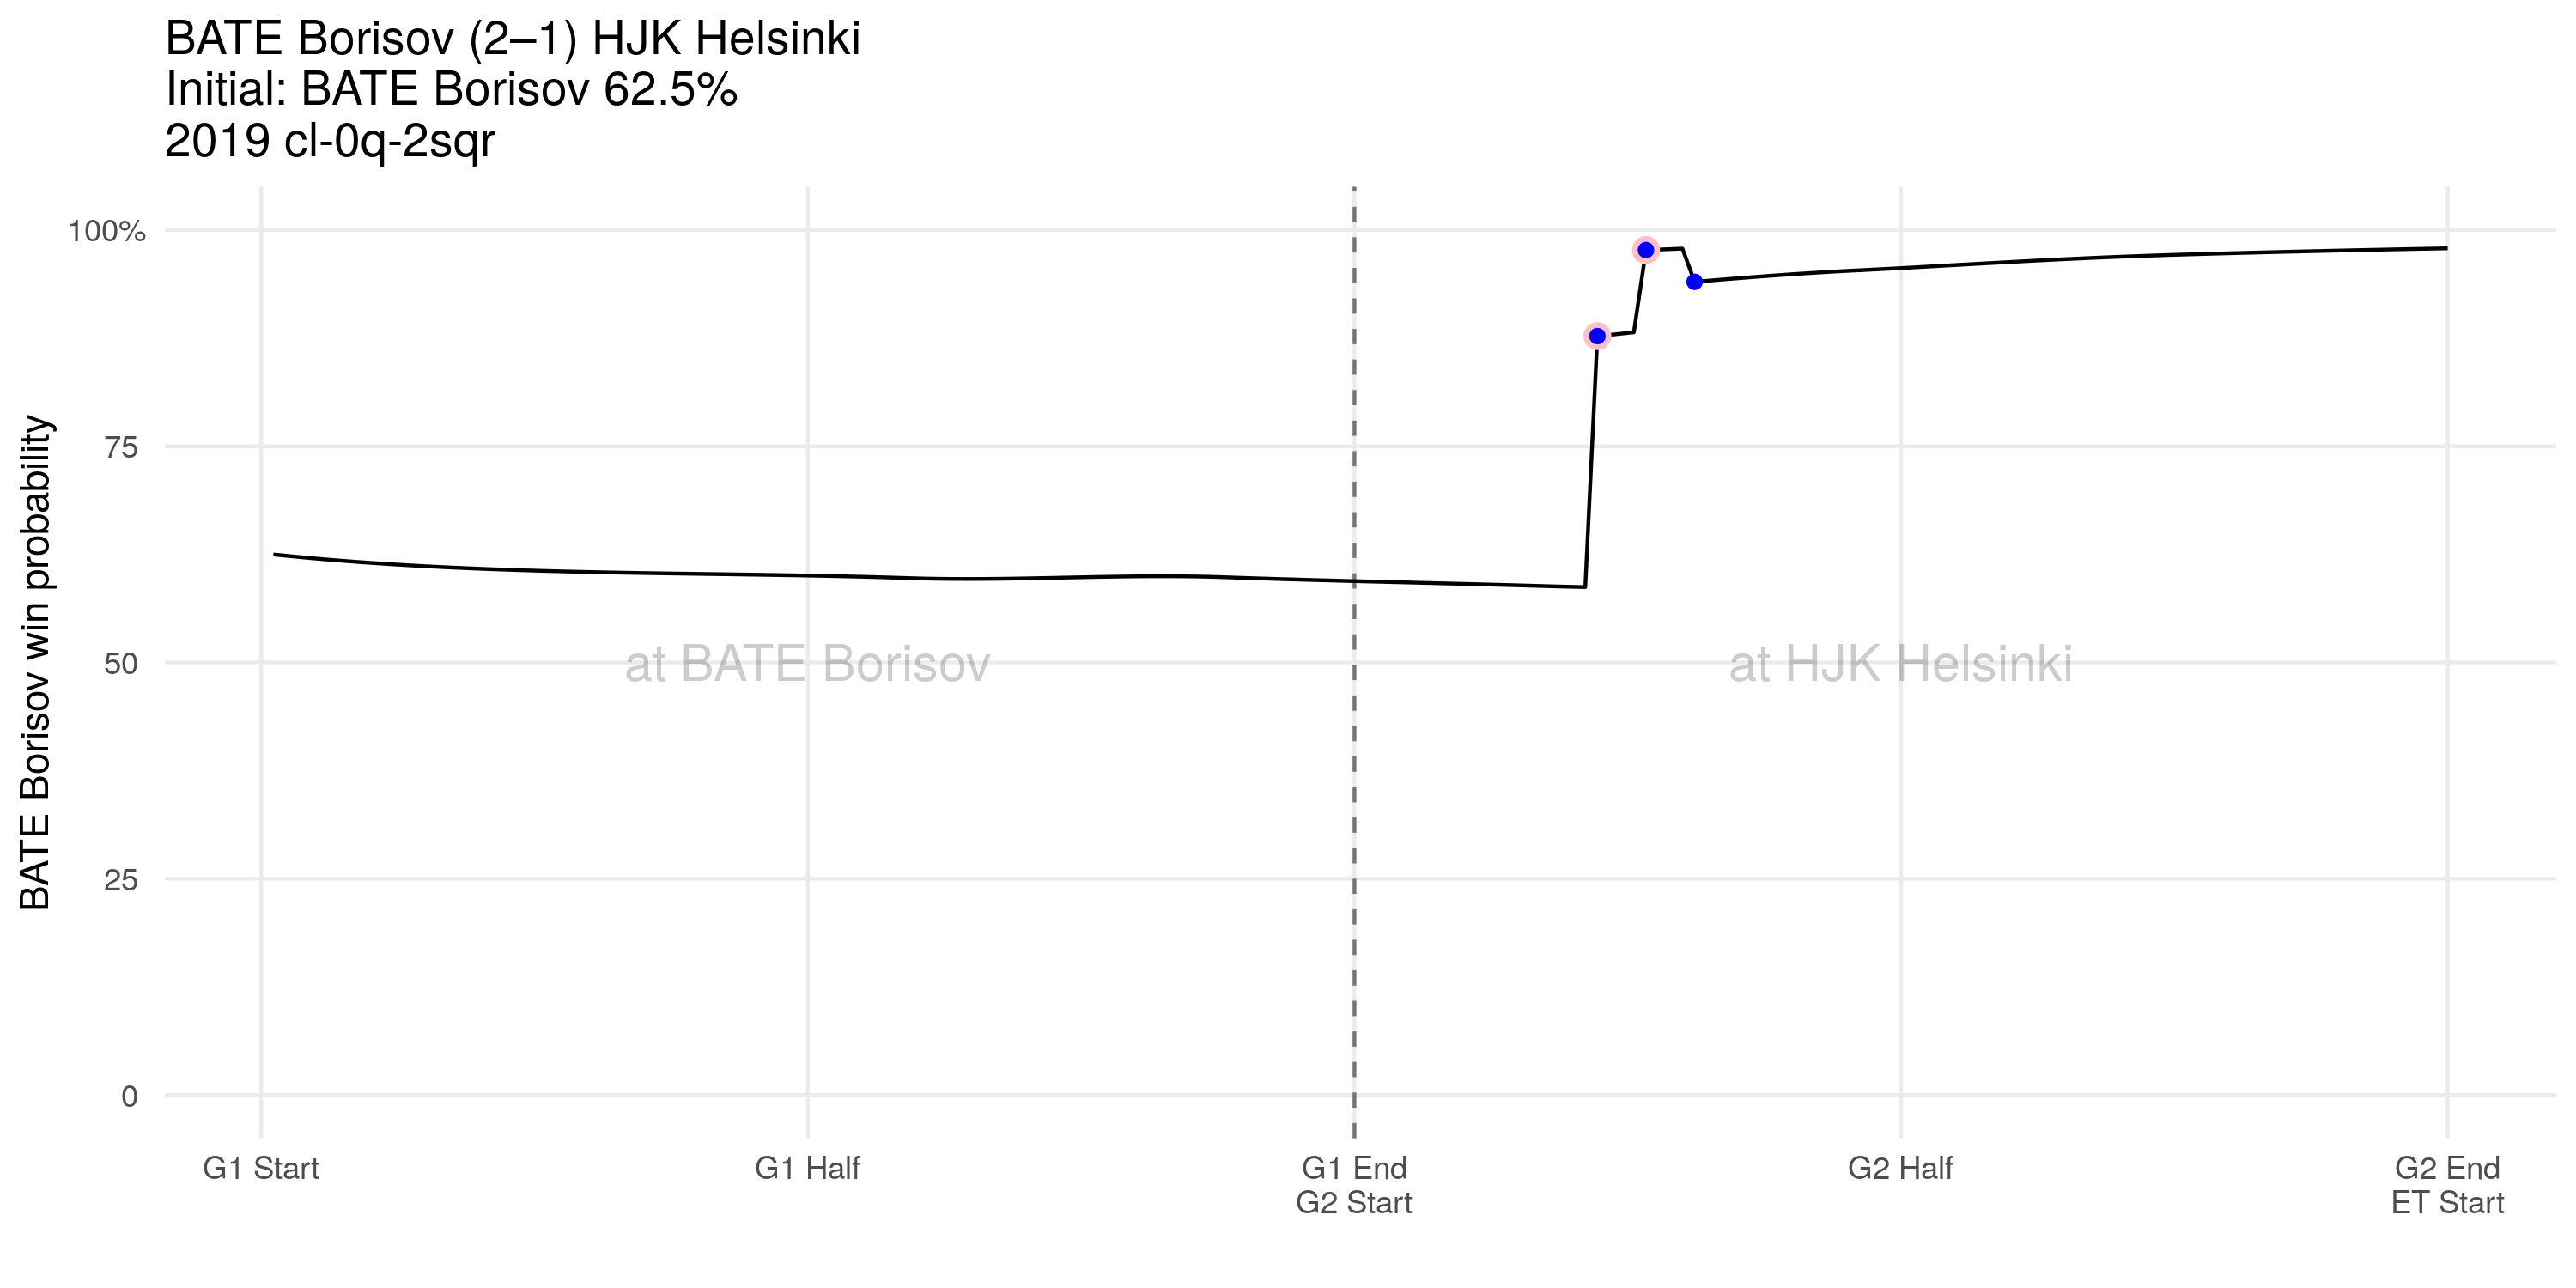 BATE Borisov (2–1) HJK Helsinki
Initial: BATE Borisov 62.5%
2019 cl-0q-2sqr
BATE Borisov win probability
100%
75
50
25
0
at BATE Borisov
at HJK Helsinki
G1 Start
G1 Half
G1 End
G2 Start
G2 Half
G2 End
ET Start